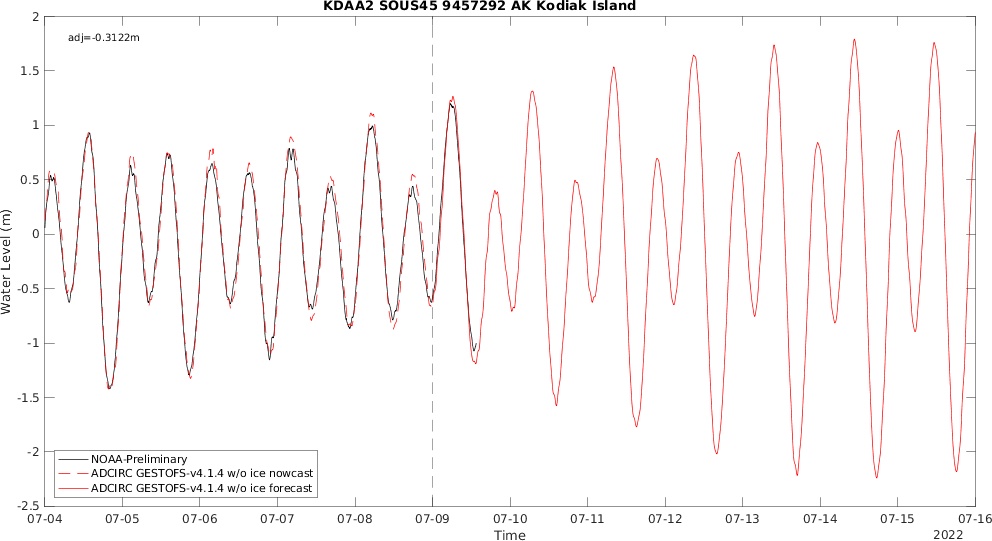 KDAA2 SOUS45 9457292 AK Kodiak Island
adj=-0.3122m
2
1.5
1
0.5
0
-0.5
-1
-1.5
-2
-2.5
Water Level (m)
NOAA-Preliminary
ADCIRC GESTOFS-v4.1.4 w/o ice nowcast
ADCIRC GESTOFS-v4.1.4 w/o ice forecast
07-04 07-05 07-06 07-07 07-08 07-09 07-10 07-11 07-12 07-13 07-14 07-15 07-16
Time
2022